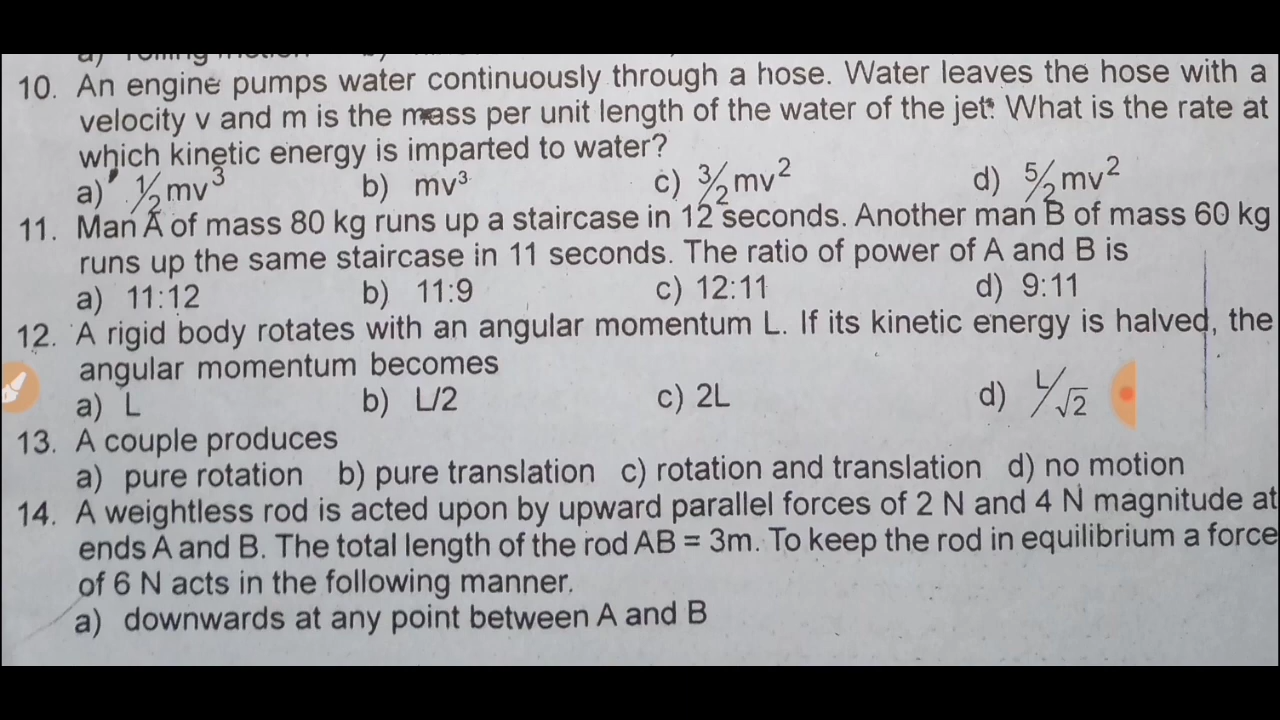 10. An engine pumps water continuously through a hose. Water leaves the hose with a
velocity v and m is the mass per unit length of the water of the jet. What is the rate at
which kinetic energy is imparted to water?
a) ½ mv³ b) mv³ c) 3/2 mv² d) 5/2 mv²
11. Man A of mass 80 kg runs up a staircase in 12 seconds. Another man B of mass 60 kg
runs up the same staircase in 11 seconds. The ratio of power of A and B is
a) 11:12 b) 11:9 c) 12:11 d) 9:11
12. A rigid body rotates with an angular momentum L. If its kinetic energy is halved, the
angular momentum becomes
a) L b) L/2 c) 2L d) L/√2
13. A couple produces
a) pure rotation b) pure translation c) rotation and translation d) no motion
14. A weightless rod is acted upon by upward parallel forces of 2 N and 4 N magnitude at
ends A and B. The total length of the rod AB = 3m. To keep the rod in equilibrium a force
of 6 N acts in the following manner.
a) downwards at any point between A and B